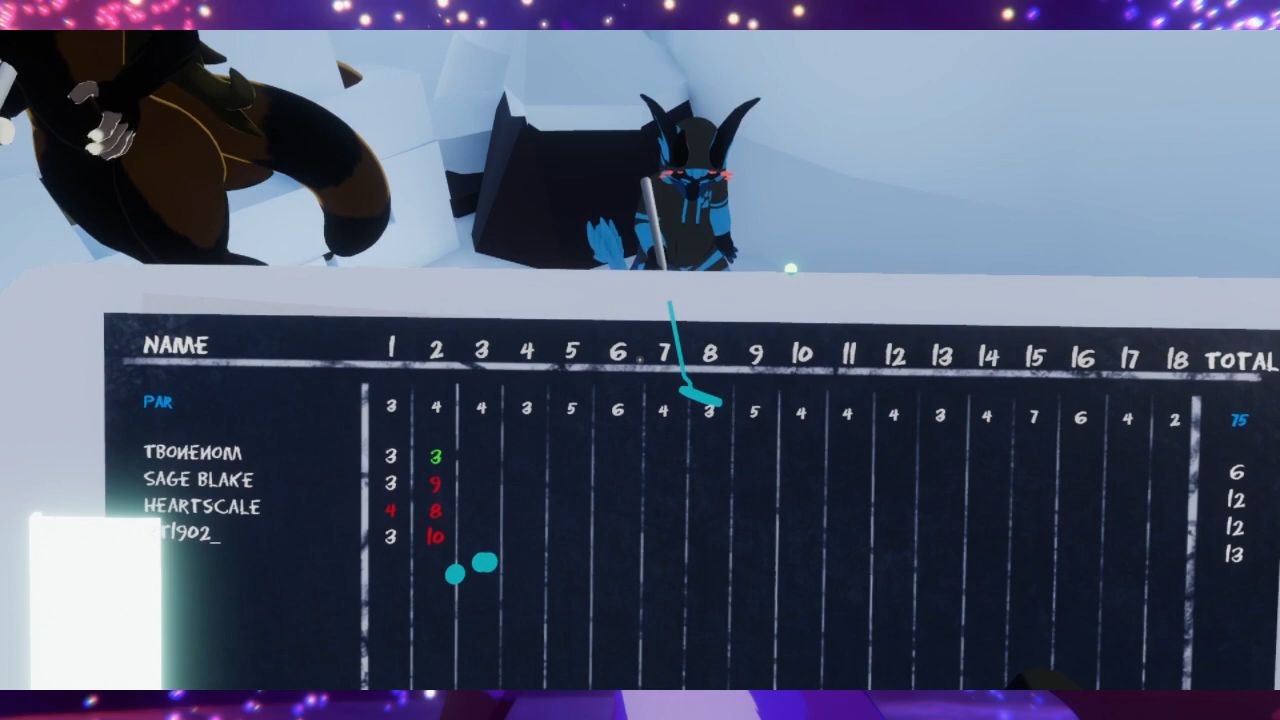 NAME 1 2 3 4 5 6 7 8 9 10 11 12 13 14 15 16 17 18 TOTAL
PAR 3 4 4 3 5 6 4 3 5 4 4 4 3 4 7 6 4 2 75
TBONENOM 3 3 6
SAGE BLAKE 3 9 12
HEARTSCALE 4 8 12
T1902_ 3 10 13